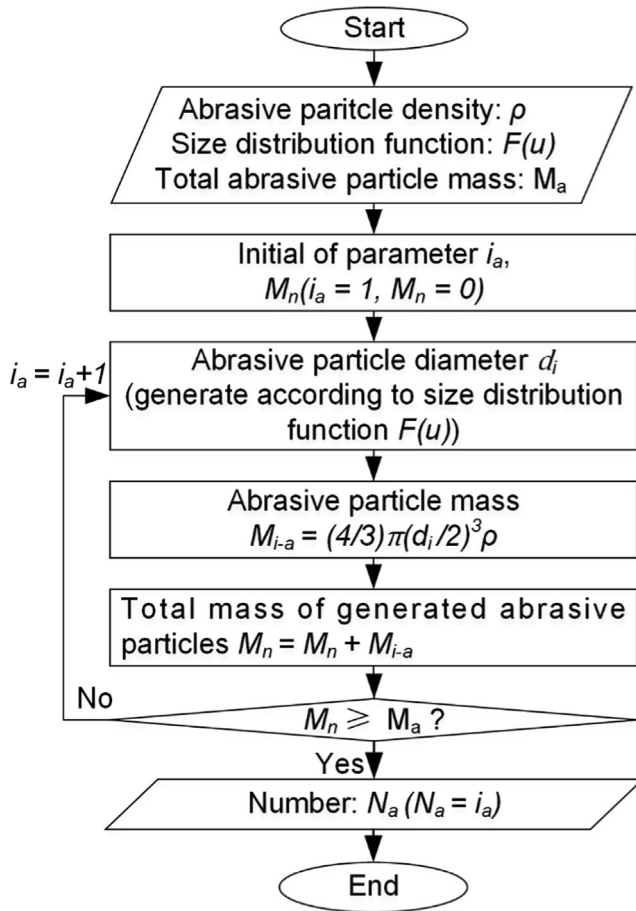 Start
Abrasive paritcle density: ρ
Size distribution function: F(u)
Total abrasive particle mass: Mₐ
Initial of parameter iₐ,
Mₙ(iₐ = 1, Mₙ = 0)
iₐ = iₐ+1
Abrasive particle diameter dᵢ
(generate according to size distribution
function F(u))
Abrasive particle mass
Mᵢ₋ₐ = (4/3)π(dᵢ/2)³ρ
Total mass of generated abrasive
particles Mₙ = Mₙ + Mᵢ₋ₐ
No
Mₙ ⩾ Mₐ ?
Yes
Number: Nₐ (Nₐ = iₐ)
End